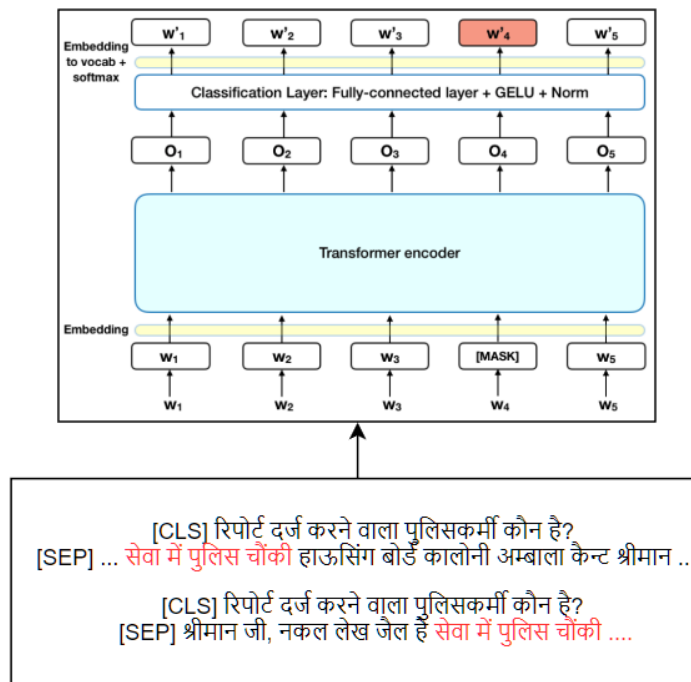 w'1 w'2 w'3 w'4 w'5
Embedding
to vocab +
softmax
Classification Layer: Fully-connected layer + GELU + Norm
O1 O2 O3 O4 O5
Transformer encoder
Embedding
W1 W2 W3 [MASK] W5
W1 W2 W3 W4 W5
[CLS] रिपोर्ट दर्ज करने वाला पुलिसकर्मी कौन है?
[SEP] ... सेवा में पुलिस चौंकी हाऊसिंग बोर्ड कालोनी अम्बाला कैन्ट श्रीमान ...
[CLS] रिपोर्ट दर्ज करने वाला पुलिसकर्मी कौन है?
[SEP] श्रीमान जी, नकल लेख जैल है सेवा में पुलिस चौंकी ....